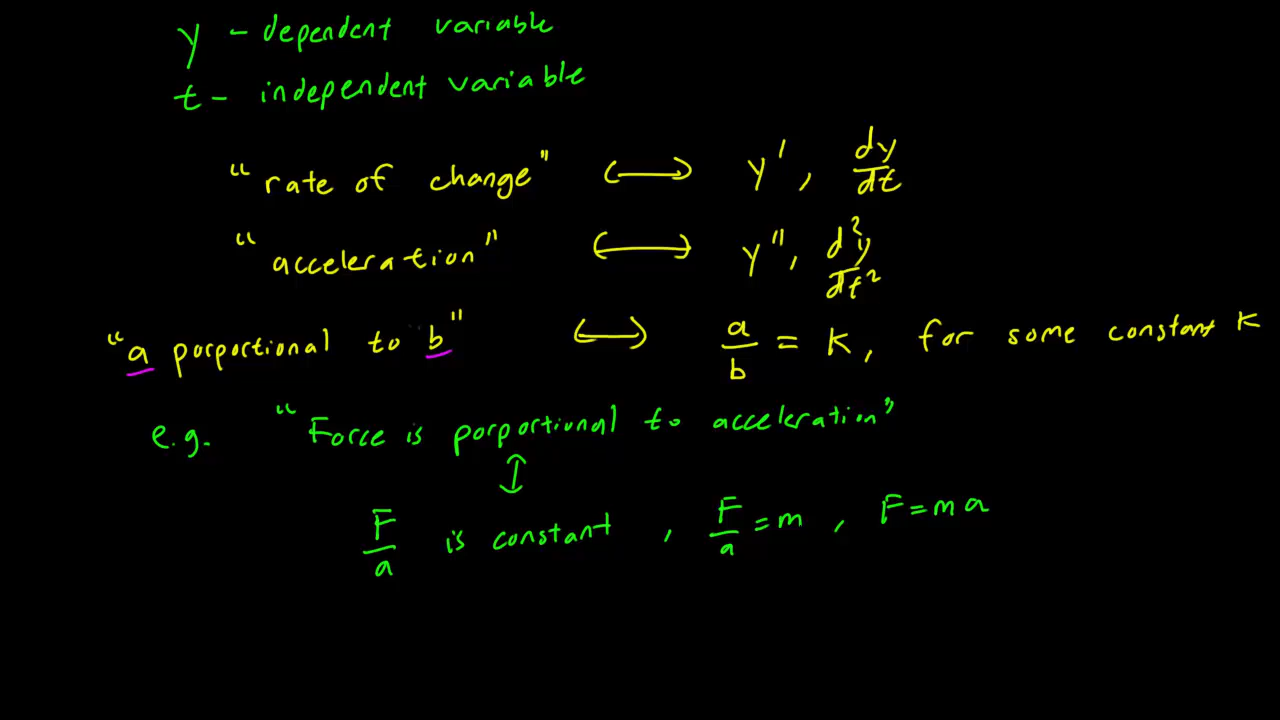 y - dependent variable
t - independent variable
"rate of change" ⟷ y', dy/dt
"acceleration" ⟷ y'', d²y/dt²
"a porportional to b" ⟷ a/b = K, for some constant K
e.g. "Force is porportional to acceleration"
↕
F/a is constant, F/a = m, F = ma